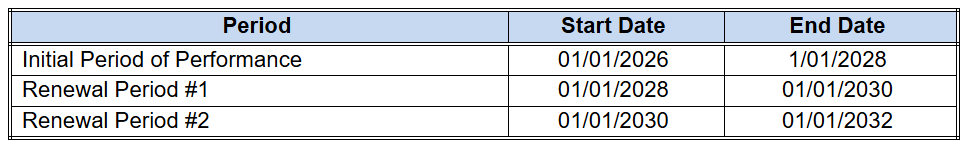 Period Start Date End Date
Initial Period of Performance 01/01/2026 1/01/2028
Renewal Period #1 01/01/2028 01/01/2030
Renewal Period #2 01/01/2030 01/01/2032